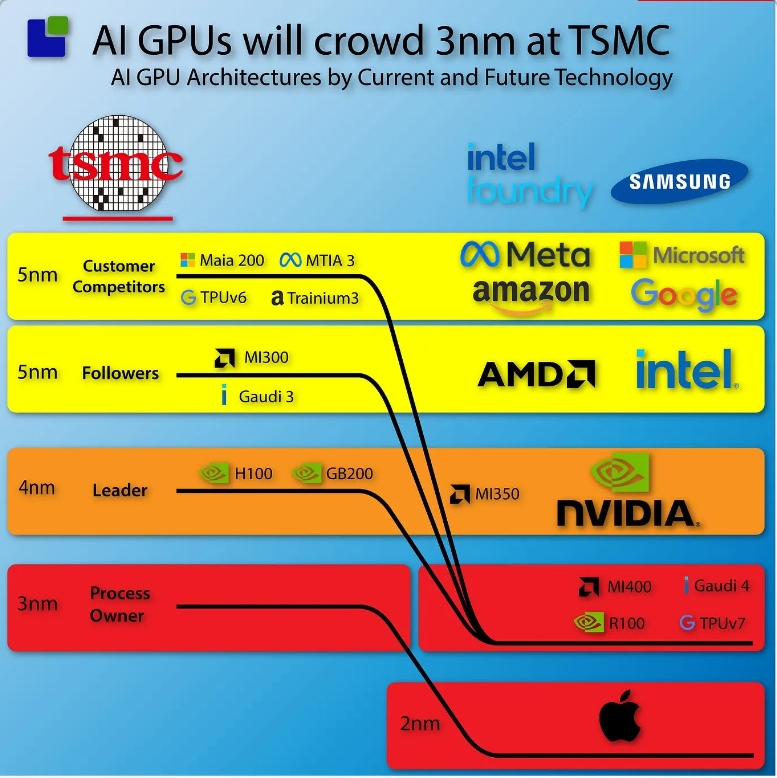 AI GPUs will crowd 3nm at TSMC
AI GPU Architectures by Current and Future Technology
tsmc
intel
foundry
SAMSUNG
5nm
Customer
Competitors
Maia 200
MTIA 3
G TPUv6
a Trainium3
Meta
Microsoft
amazon
Google
5nm
Followers
MI300
i Gaudi 3
AMD
intel.
4nm
Leader
H100
GB200
MI350
NVIDIA.
3nm
Process
Owner
MI400
i Gaudi 4
R100
G TPUv7
2nm